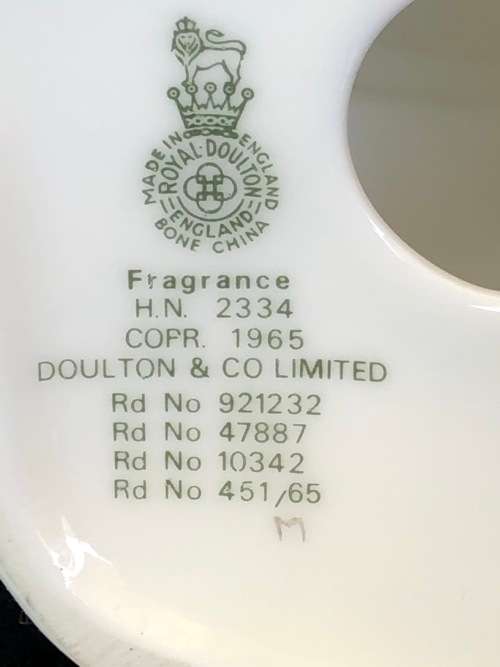 MADE IN ENGLAND
ROYAL·DOULTON
ENGLAND
BONE CHINA
Fragrance
H.N. 2334
COPR. 1965
DOULTON & CO LIMITED
Rd No 921232
Rd No 47887
Rd No 10342
Rd No 451/65
M